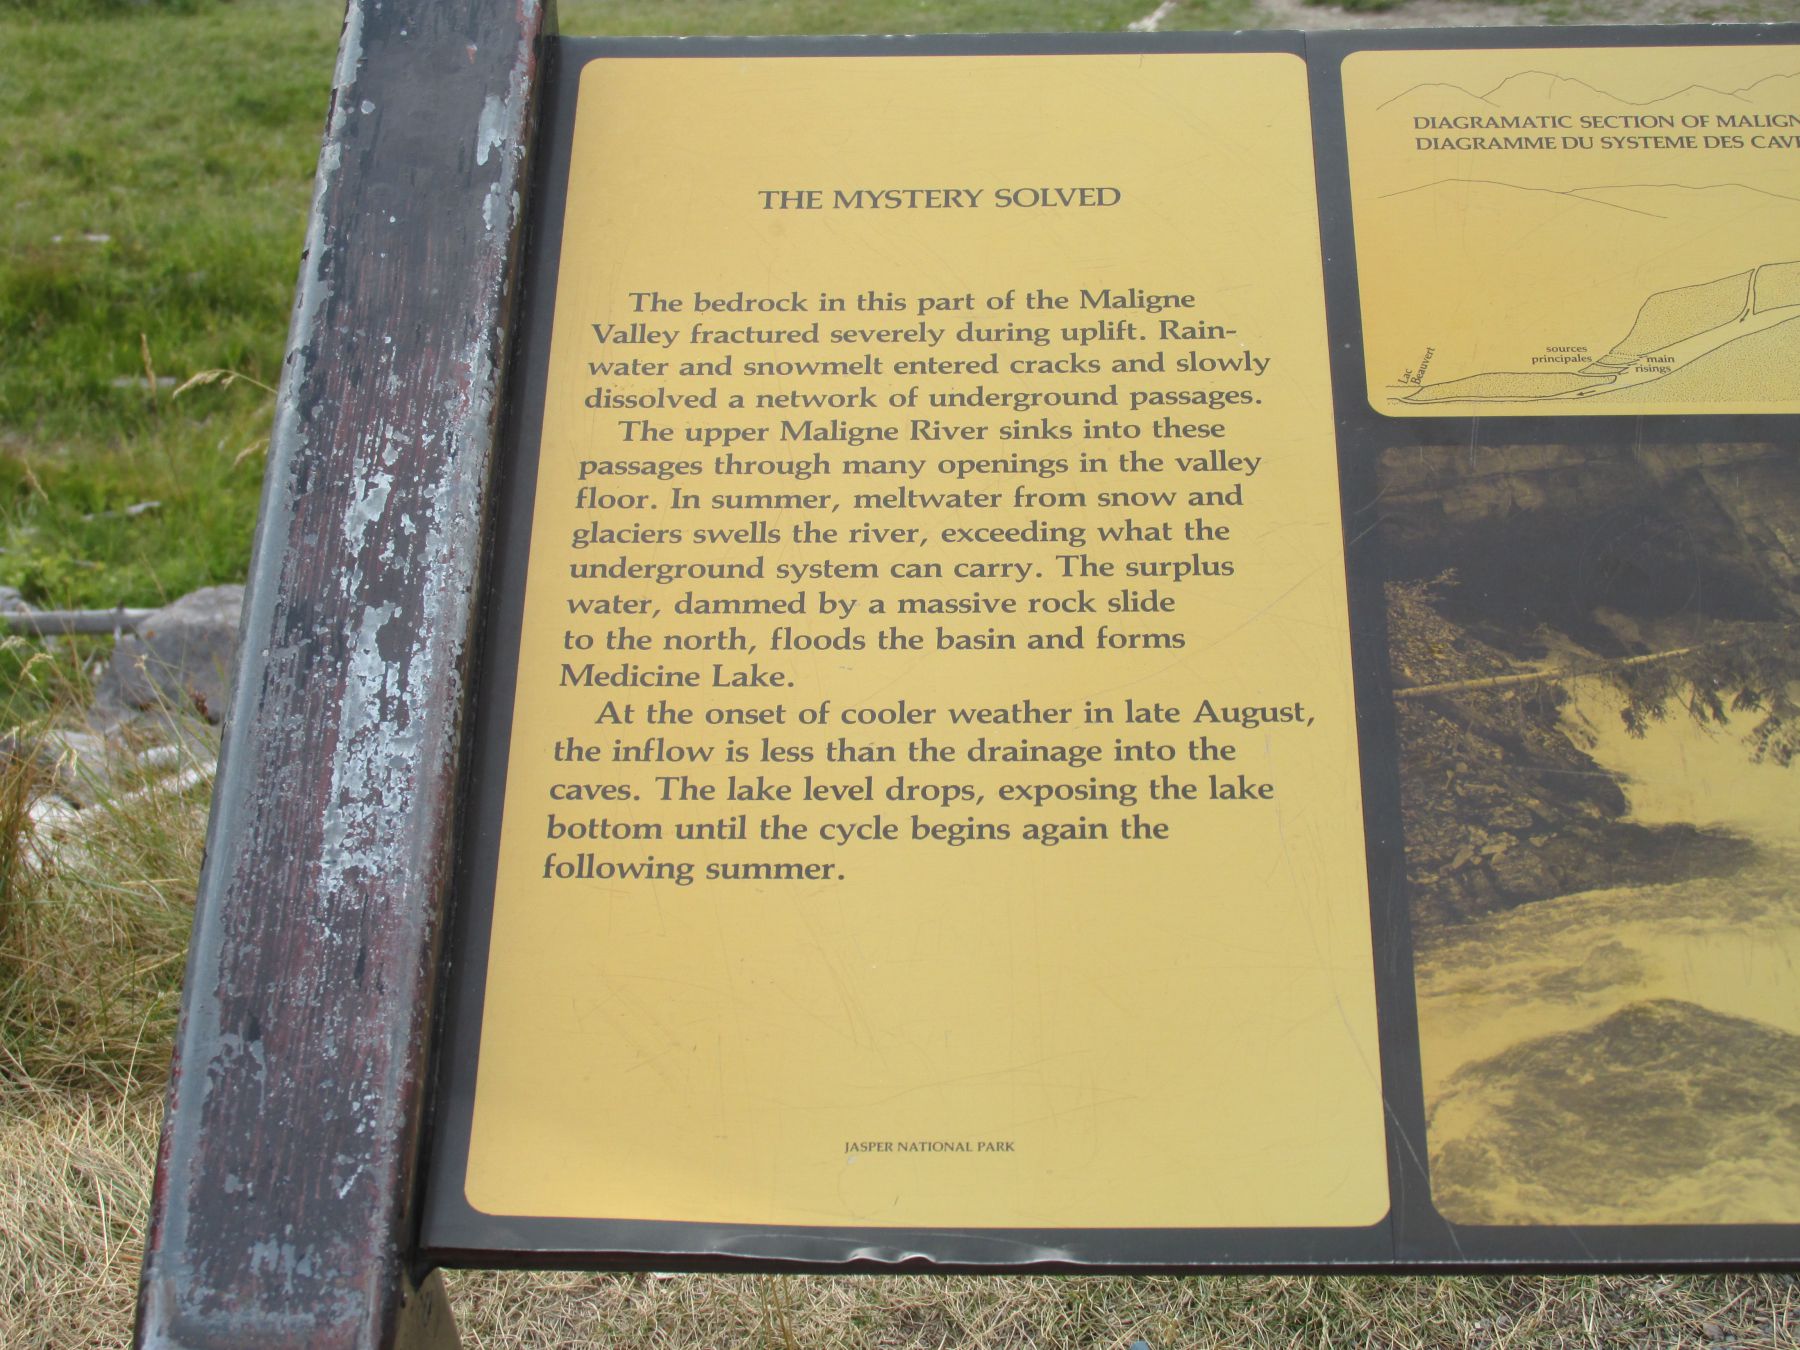 THE MYSTERY SOLVED
The bedrock in this part of the Maligne
Valley fractured severely during uplift. Rain-
water and snowmelt entered cracks and slowly
dissolved a network of underground passages.
The upper Maligne River sinks into these
passages through many openings in the valley
floor. In summer, meltwater from snow and
glaciers swells the river, exceeding what the
underground system can carry. The surplus
water, dammed by a massive rock slide
to the north, floods the basin and forms
Medicine Lake.
At the onset of cooler weather in late August,
the inflow is less than the drainage into the
caves. The lake level drops, exposing the lake
bottom until the cycle begins again the
following summer.
JASPER NATIONAL PARK
DIAGRAMATIC SECTION OF MALIGN
DIAGRAMME DU SYSTEME DES CAV
Lac
Beauvert
sources
principales
main
risings